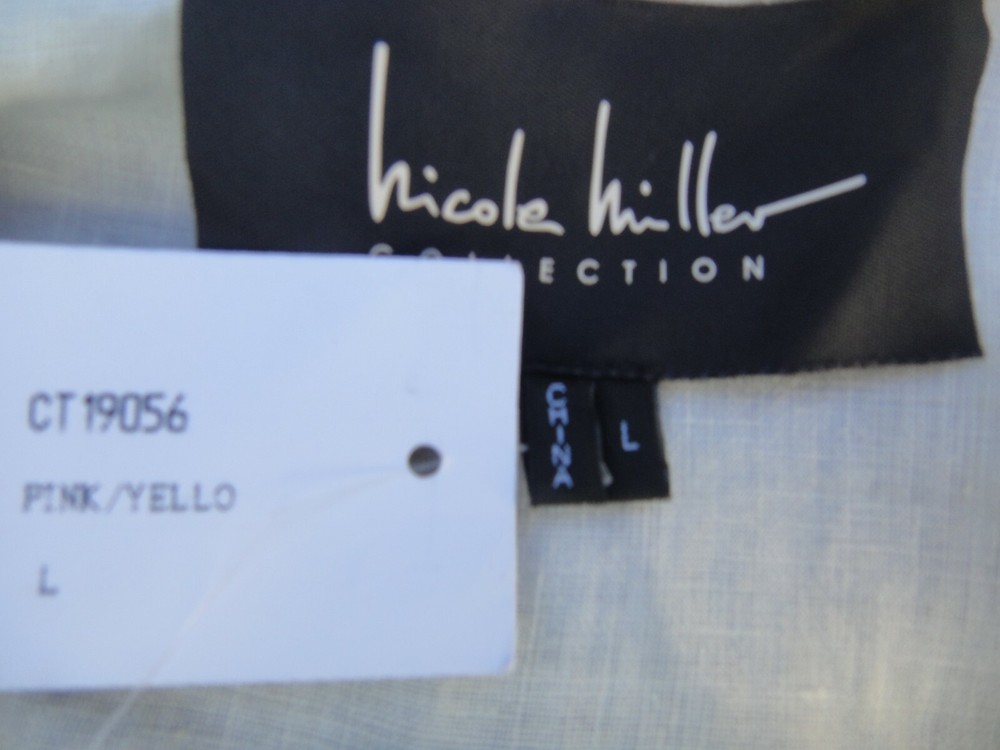 nicole miller
COLLECTION
CHINA
L
CT19056
PINK/YELLO
L